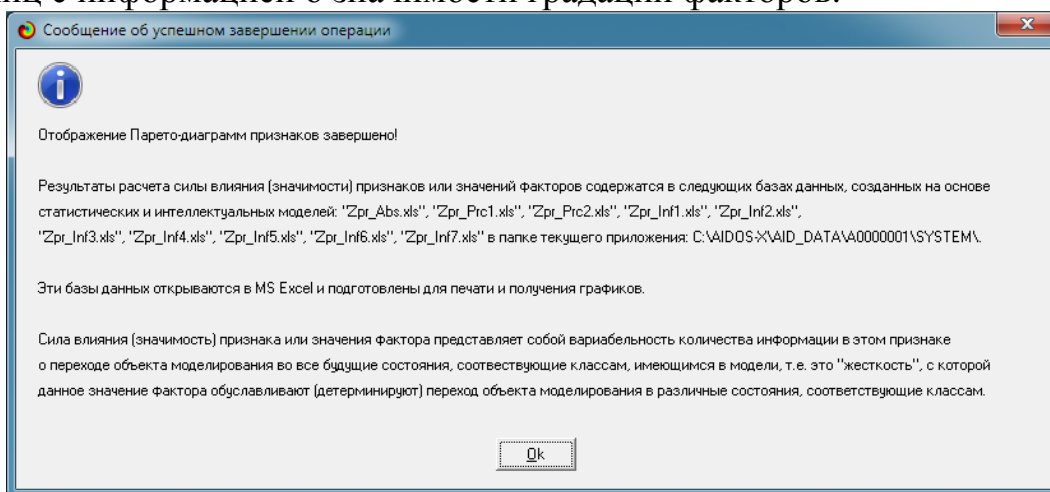 с информацией о значимости градаций факторов.
Сообщение об успешном завершении операции
Отображение Парето-диаграмм признаков завершено!
Результаты расчета силы влияния (значимости) признаков или значений факторов содержатся в следующих базах данных, созданных на основе
статистических и интеллектуальных моделей: "Zpr_Abs.xls", "Zpr_Prc1.xls", "Zpr_Prc2.xls", "Zpr_Inf1.xls", "Zpr_Inf2.xls",
"Zpr_Inf3.xls", "Zpr_Inf4.xls", "Zpr_Inf5.xls", "Zpr_Inf6.xls", "Zpr_Inf7.xls" в папке текущего приложения: C:\AIDOS-X\AID_DATA\A0000001\SYSTEM\.
Эти базы данных открываются в MS Excel и подготовлены для печати и получения графиков.
Сила влияния (значимость) признака или значения фактора представляет собой вариабельность количества информации в этом признаке
о переходе объекта моделирования во все будущие состояния, соотвествующие классам, имеющимся в модели, т.е. это "жесткость", с которой
данное значение фактора обуславливают (детерминируют) переход объекта моделирования в различные состояния, соответствующие классам.
Ok